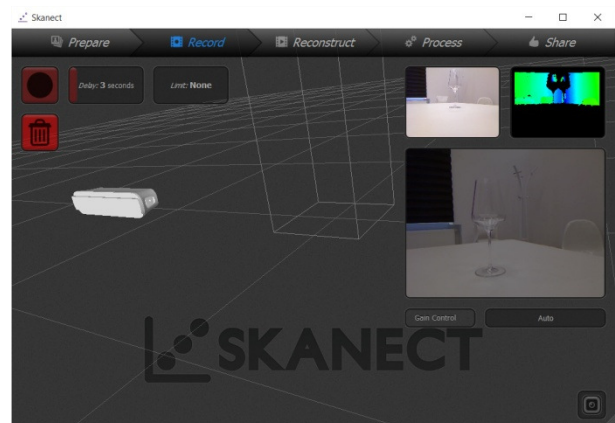 Skanect
Prepare
Record
Reconstruct
Process
Share
Delay: 3 seconds
Limit: None
Gain Control
Auto
SKANECT